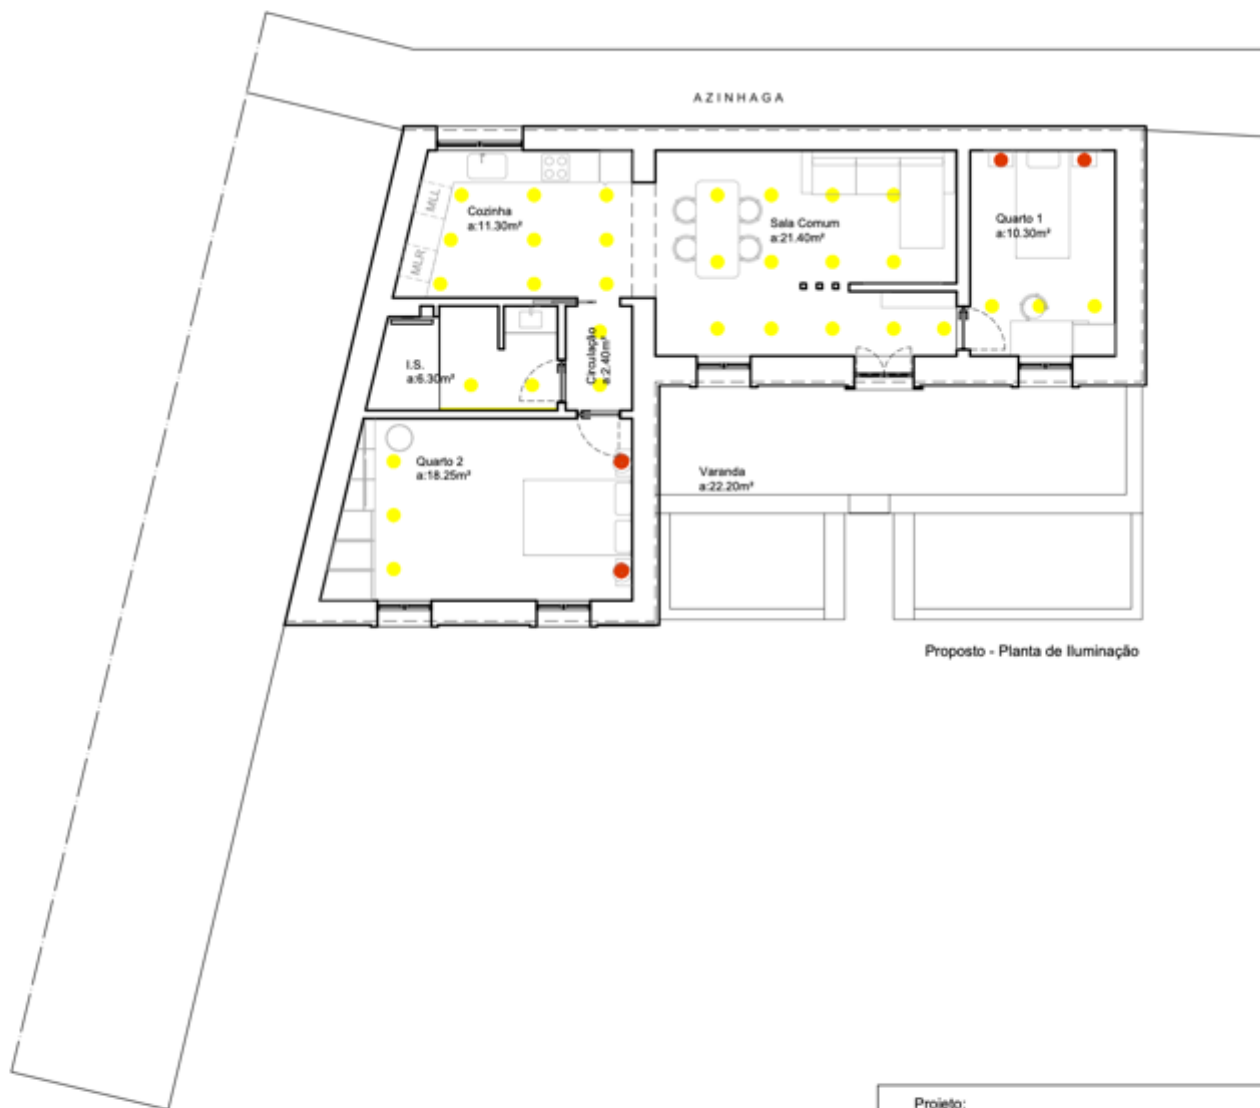 AZINHAGA
MLL
Cozinha
a:11.30m²
MLR
Sala Comum
a:21.40m²
Quarto 1
a:10.30m²
I.S.
a:6.30m²
Circulação
a:2.40m²
Quarto 2
a:18.25m²
Varanda
a:22.20m²
Proposto - Planta de Iluminação
Projeto: